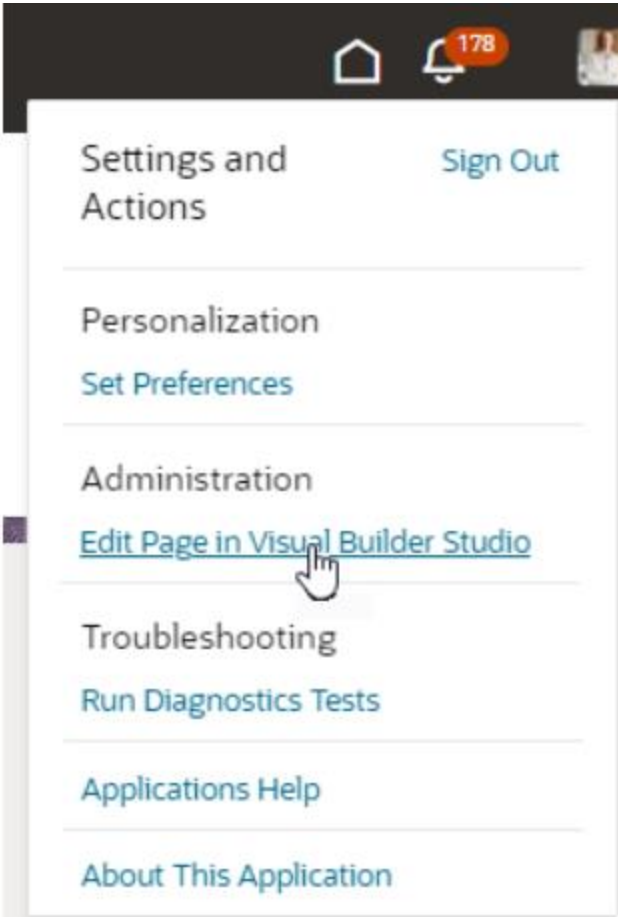 178
Settings and
Actions
Sign Out
Personalization
Set Preferences
Administration
Edit Page in Visual Builder Studio
Troubleshooting
Run Diagnostics Tests
Applications Help
About This Application